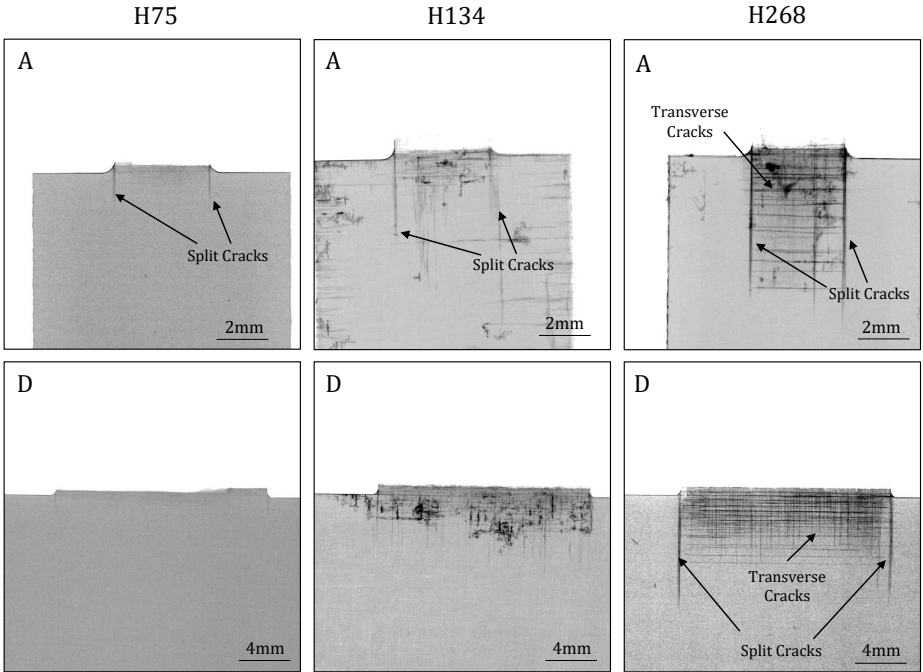 H75
H134
H268
A
Split Cracks
2mm
A
Split Cracks
2mm
A
Transverse
Cracks
Split Cracks
2mm
D
4mm
D
4mm
D
Transverse
Cracks
Split Cracks
4mm